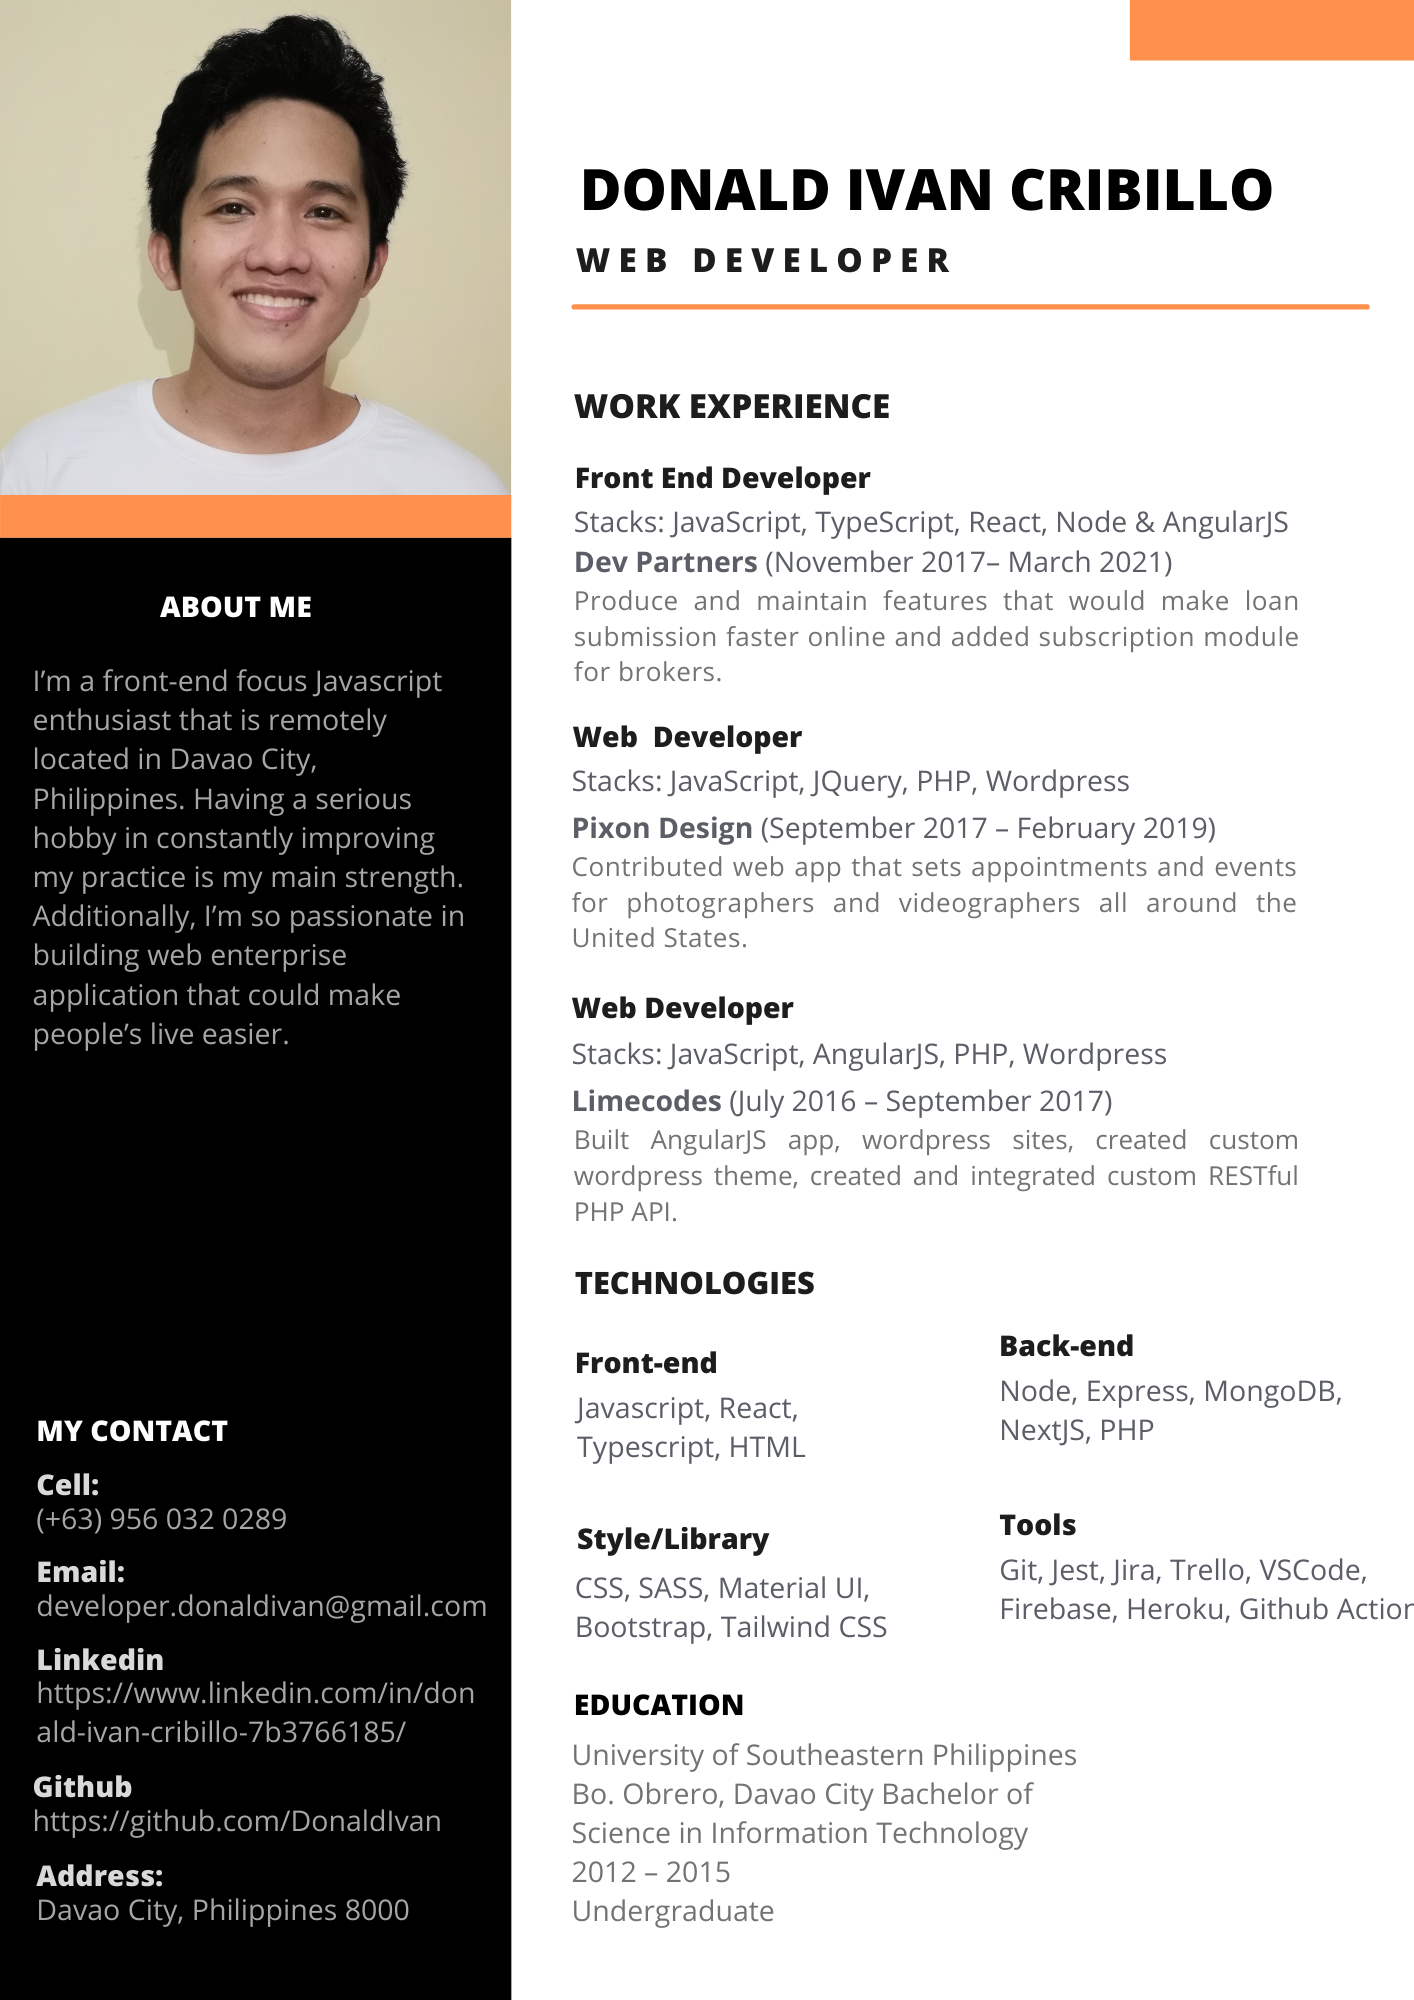 DONALD IVAN CRIBILLO
WEB DEVELOPER
ABOUT ME
I’m a front-end focus Javascript
enthusiast that is remotely
located in Davao City,
Philippines. Having a serious
hobby in constantly improving
my practice is my main strength.
Additionally, I’m so passionate in
building web enterprise
application that could make
people’s live easier.
MY CONTACT
Cell:
(+63) 956 032 0289
Email:
developer.donaldivan@gmail.com
Linkedin
https://www.linkedin.com/in/don
ald-ivan-cribillo-7b3766185/
Github
https://github.com/DonaldIvan
Address:
Davao City, Philippines 8000
WORK EXPERIENCE
Front End Developer
Stacks: JavaScript, TypeScript, React, Node & AngularJS
Dev Partners (November 2017– March 2021)
Produce and maintain features that would make loan
submission faster online and added subscription module
for brokers.
Web Developer
Stacks: JavaScript, JQuery, PHP, Wordpress
Pixon Design (September 2017 – February 2019)
Contributed web app that sets appointments and events
for photographers and videographers all around the
United States.
Web Developer
Stacks: JavaScript, AngularJS, PHP, Wordpress
Limecodes (July 2016 – September 2017)
Built AngularJS app, wordpress sites, created custom
wordpress theme, created and integrated custom RESTful
PHP API.
TECHNOLOGIES
Front-end
Javascript, React,
Typescript, HTML
Back-end
Node, Express, MongoDB,
NextJS, PHP
Style/Library
CSS, SASS, Material UI,
Bootstrap, Tailwind CSS
Tools
Git, Jest, Jira, Trello, VSCode,
Firebase, Heroku, Github Action
EDUCATION
University of Southeastern Philippines
Bo. Obrero, Davao City Bachelor of
Science in Information Technology
2012 – 2015
Undergraduate